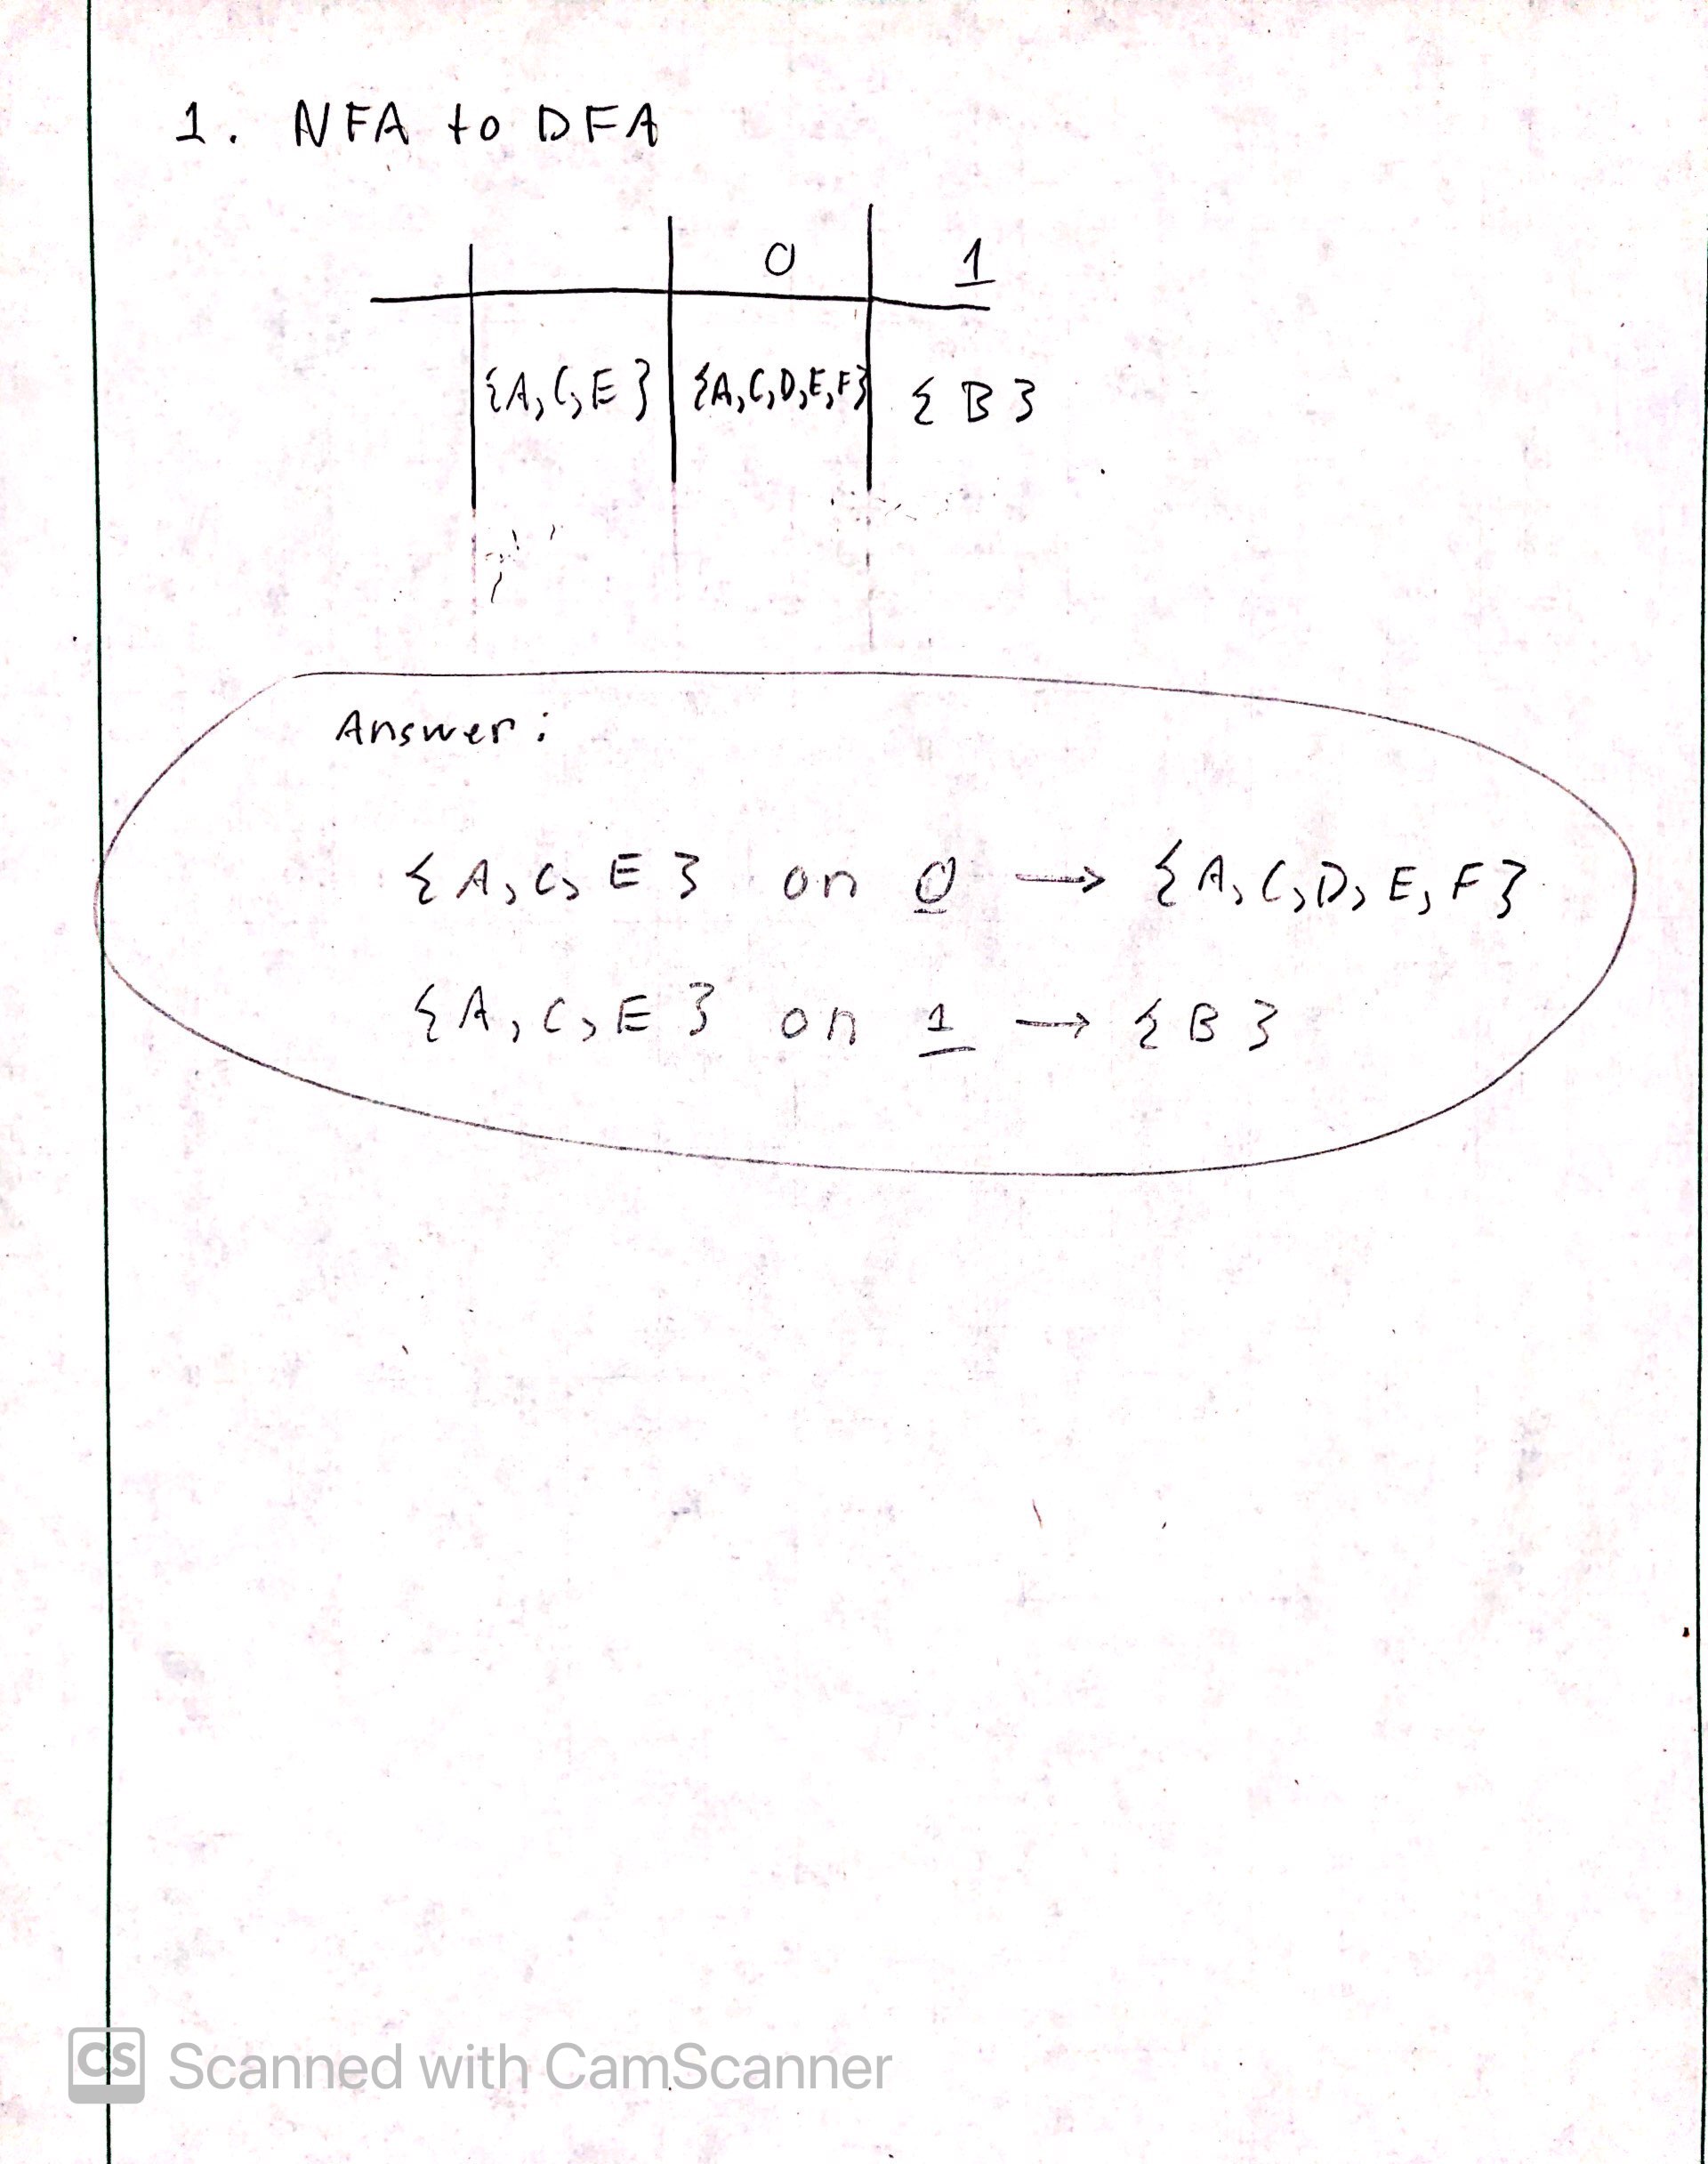 1. NFA to DFA
0 1
{A,C,E} {A,C,D,E,F} {B}
Answer:
{A,C,E} on 0 → {A,C,D,E,F}
{A,C,E} on 1 → {B}
CS Scanned with CamScanner